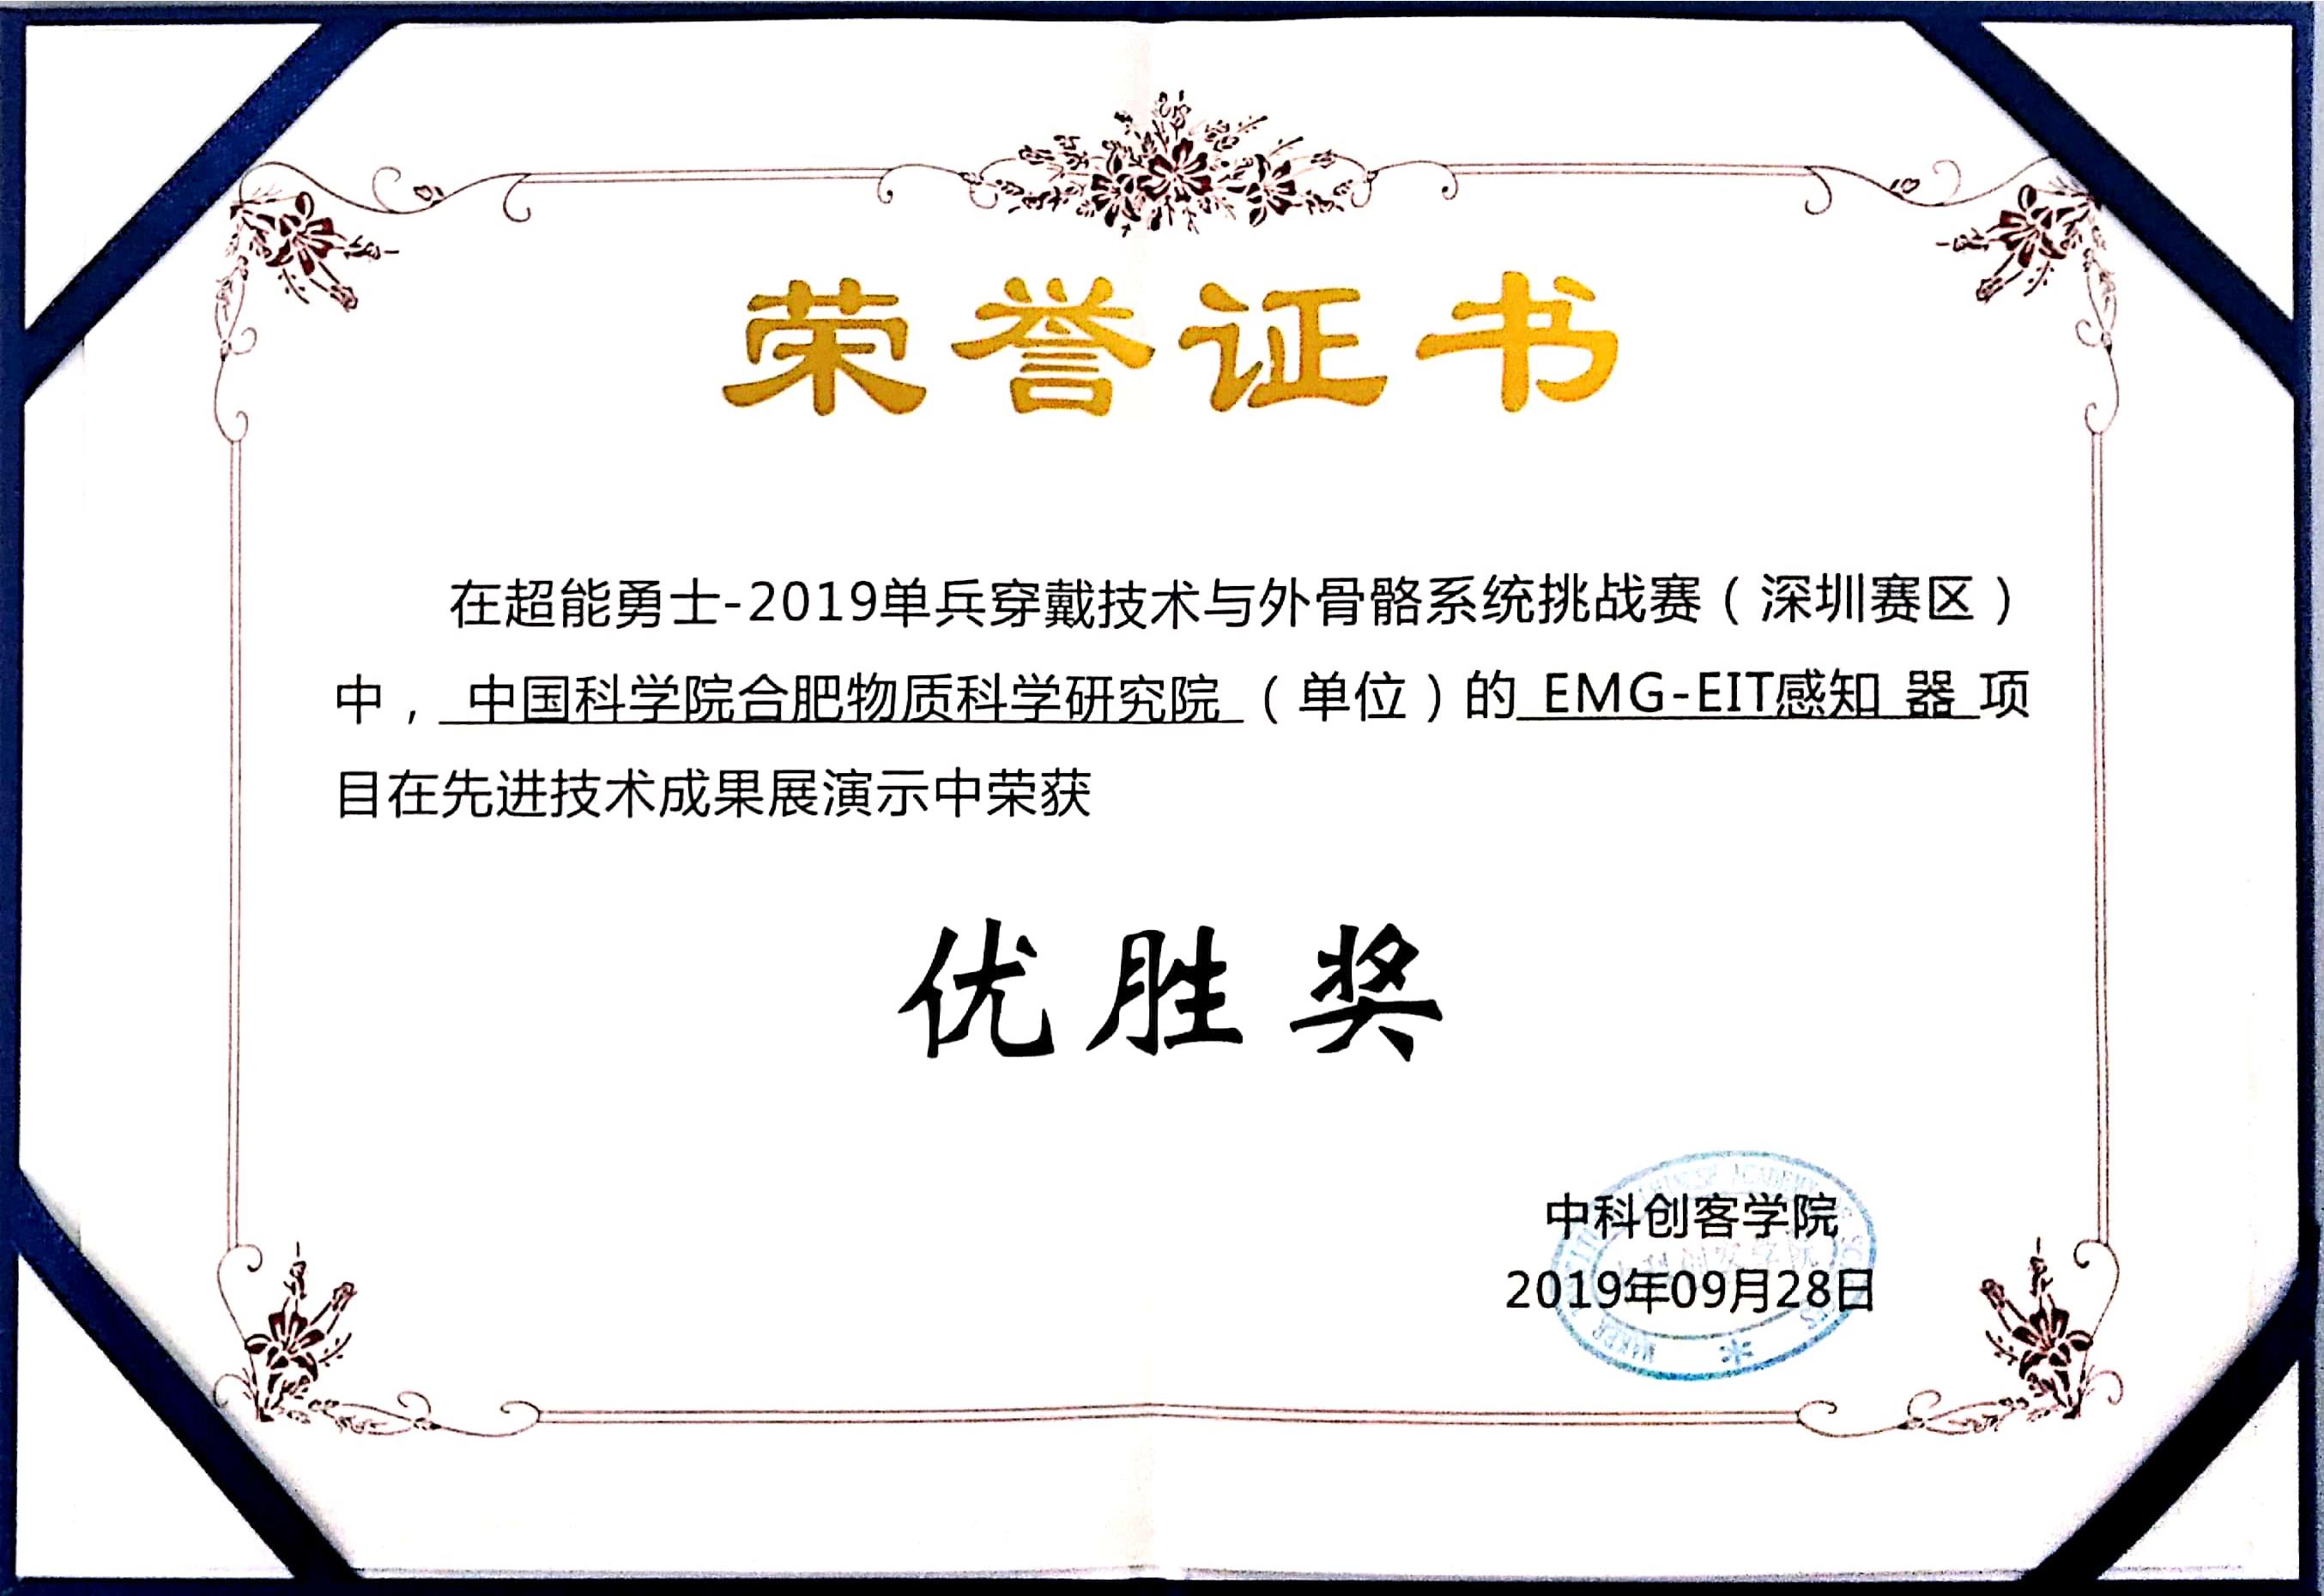 荣誉证书
在超能勇士-2019单兵穿戴技术与外骨骼系统挑战赛（深圳赛区）
中，中国科学院合肥物质科学研究院（单位）的 EMG-EIT感知 器 项
目在先进技术成果展演示中荣获
优胜奖
中科创客学院
2019年09月28日